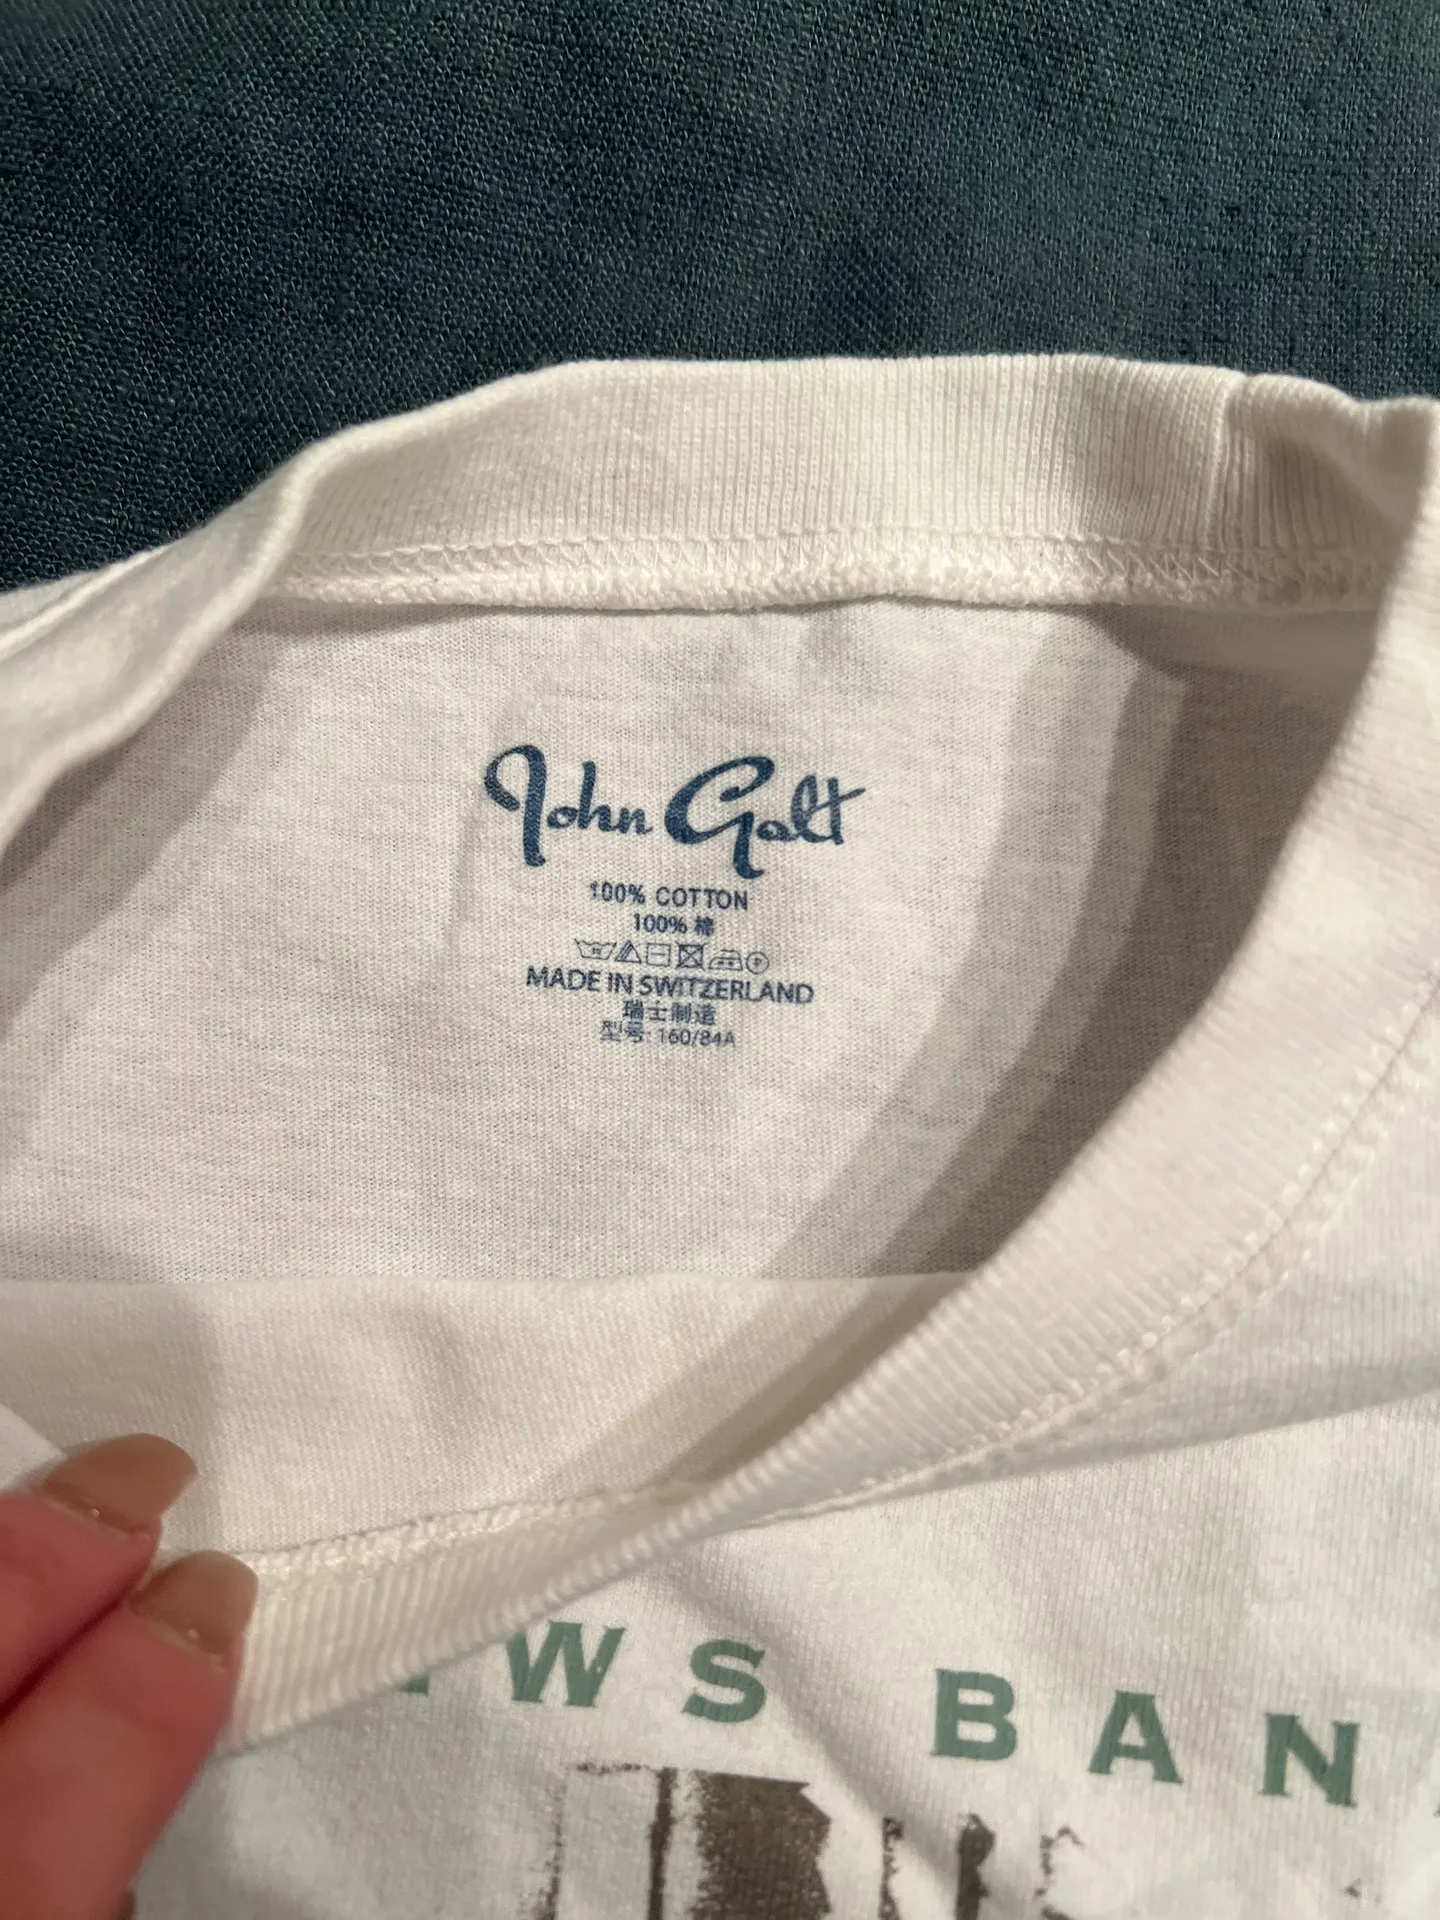 John Galt
100% COTTON
100% 棉
MADE IN SWITZERLAND
瑞士制造
型号: 160/84A
WS BAN